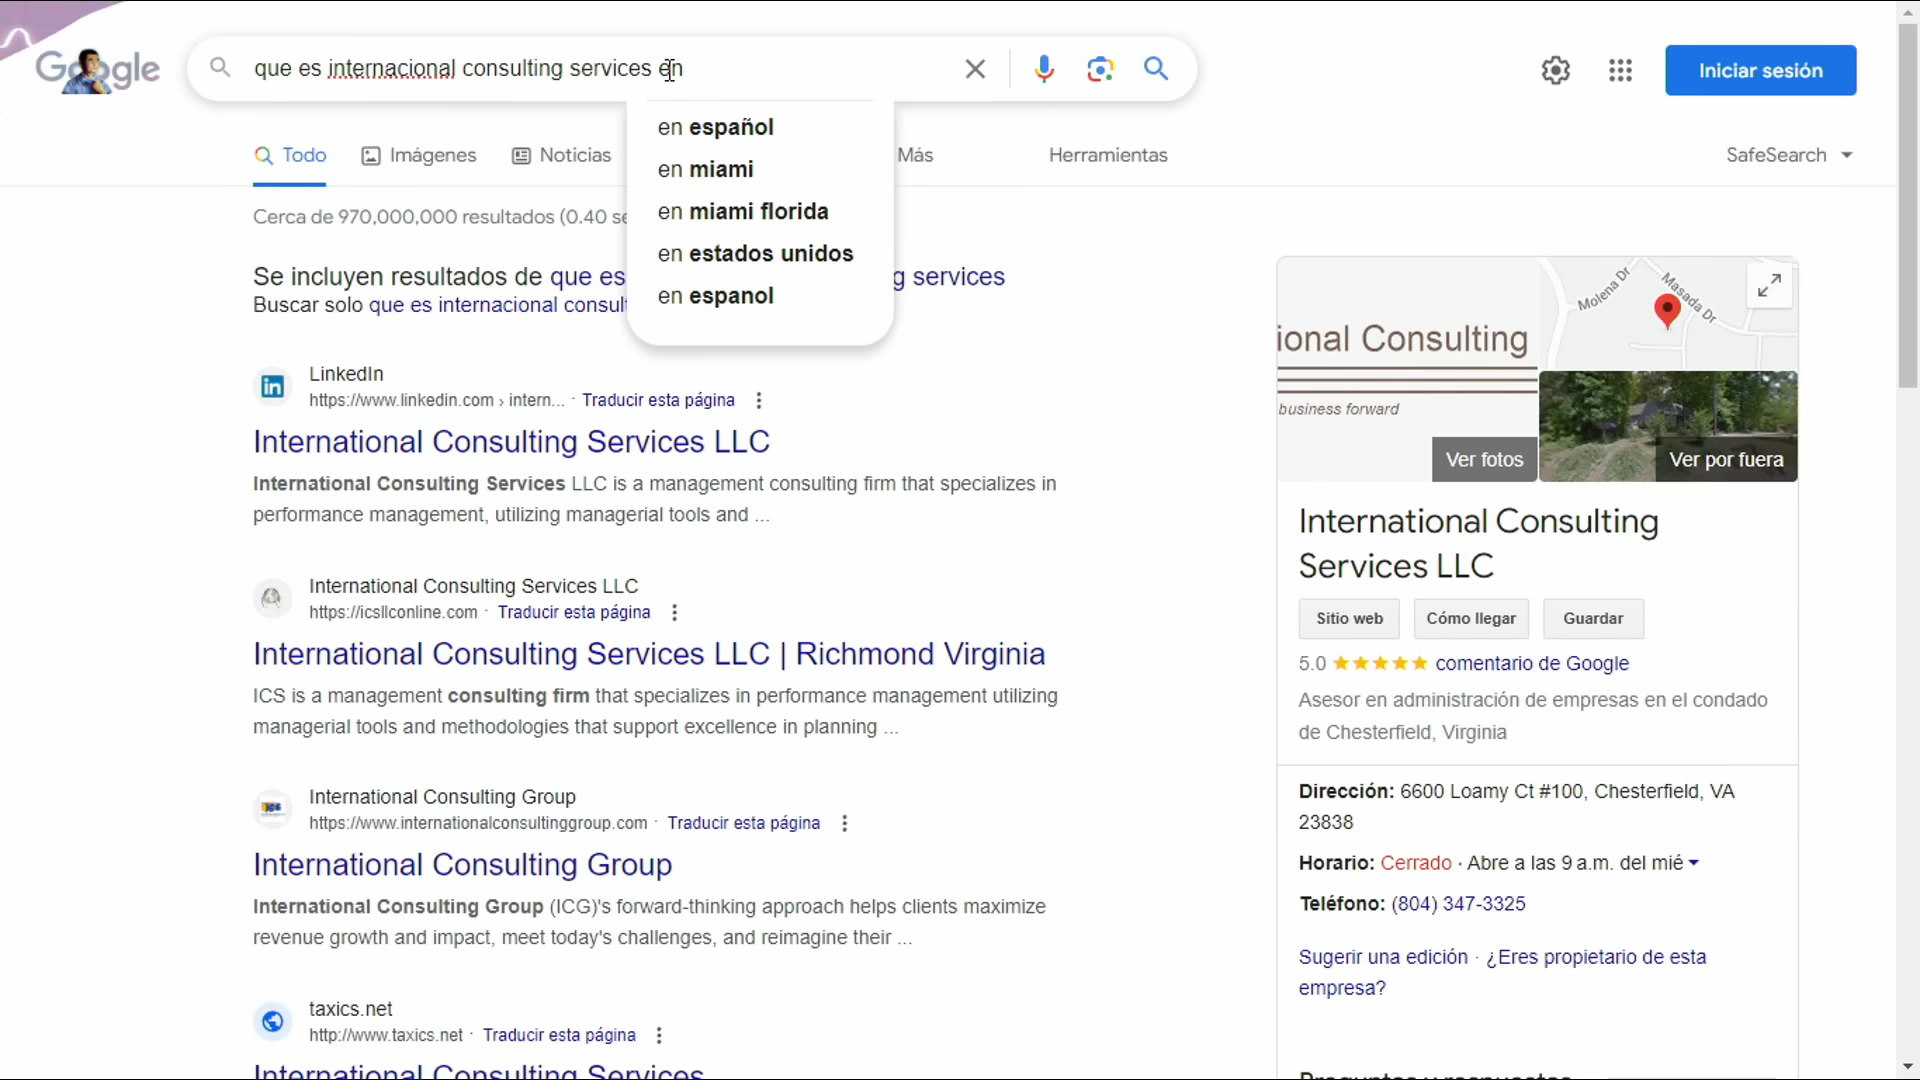 Google
que es internacional consulting services en
Iniciar sesión
en español
en miami
en miami florida
en estados unidos
en espanol
Todo
Imágenes
Noticias
Más
Herramientas
SafeSearch
Cerca de 970,000,000 resultados (0.40 se
Se incluyen resultados de que es g services
Buscar solo que es internacional consult
LinkedIn
https://www.linkedin.com › intern... · Traducir esta página
International Consulting Services LLC
International Consulting Services LLC is a management consulting firm that specializes in
performance management, utilizing managerial tools and ...
International Consulting Services LLC
https://icsllconline.com · Traducir esta página
International Consulting Services LLC | Richmond Virginia
ICS is a management consulting firm that specializes in performance management utilizing
managerial tools and methodologies that support excellence in planning ...
International Consulting Group
https://www.internationalconsultinggroup.com · Traducir esta página
International Consulting Group
International Consulting Group (ICG)'s forward-thinking approach helps clients maximize
revenue growth and impact, meet today's challenges, and reimagine their ...
taxics.net
http://www.taxics.net · Traducir esta página
International Consulting Services
ional Consulting
business forward
Ver fotos
Molena Dr
Masada Dr
Ver por fuera
International Consulting
Services LLC
Sitio web
Cómo llegar
Guardar
5.0 ★★★★★ comentario de Google
Asesor en administración de empresas en el condado
de Chesterfield, Virginia
Dirección: 6600 Loamy Ct #100, Chesterfield, VA
23838
Horario: Cerrado · Abre a las 9 a.m. del mié
Teléfono: (804) 347-3325
Sugerir una edición · ¿Eres propietario de esta
empresa?
Preguntas y respuestas